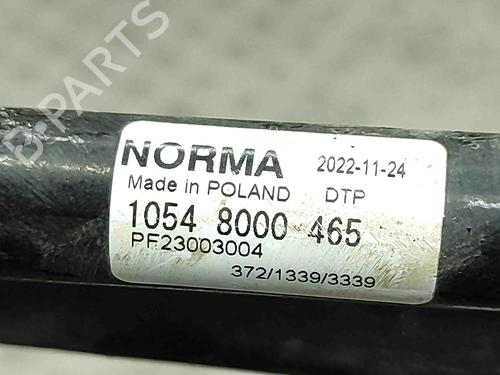 NORMA 2022-11-24
Made in POLAND DTP
1054 8000 465
PF23003004
372/1339/3339
B-PARTS